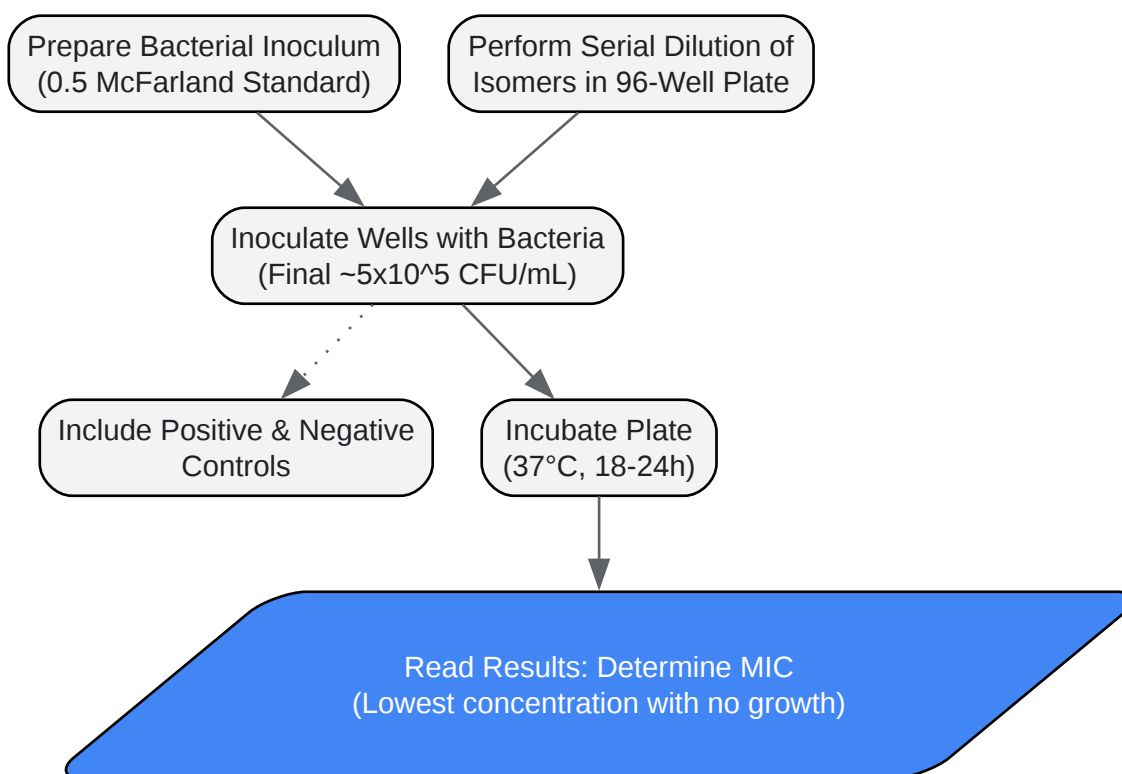 Prepare Bacterial Inoculum
(0.5 McFarland Standard)
Perform Serial Dilution of
Isomers in 96-Well Plate
Inoculate Wells with Bacteria
(Final ~5x10^5 CFU/mL)
Include Positive & Negative
Controls
Incubate Plate
(37°C, 18-24h)
Read Results: Determine MIC
(Lowest concentration with no growth)